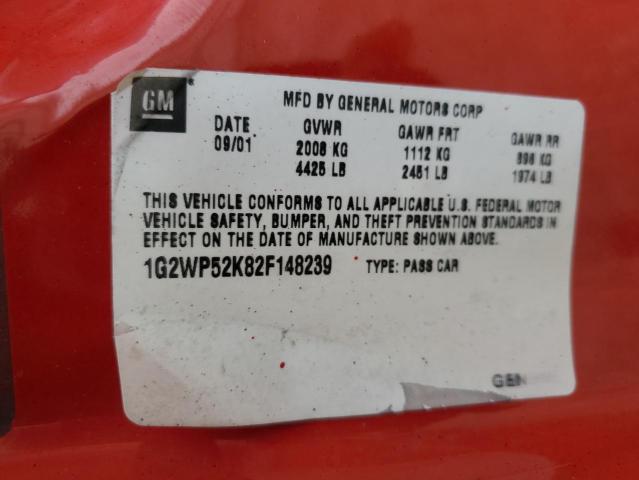 GM MFD BY GENERAL MOTORS CORP
DATE GVWR GAWR FRT GAWR RR
09/01 2008 KG 1112 KG 896 KG
4425 LB 2451 LB 1974 LB
THIS VEHICLE CONFORMS TO ALL APPLICABLE U.S. FEDERAL MOTOR
VEHICLE SAFETY, BUMPER, AND THEFT PREVENTION STANDARDS IN
EFFECT ON THE DATE OF MANUFACTURE SHOWN ABOVE.
1G2WP52K82F148239 TYPE: PASS CAR
GEN